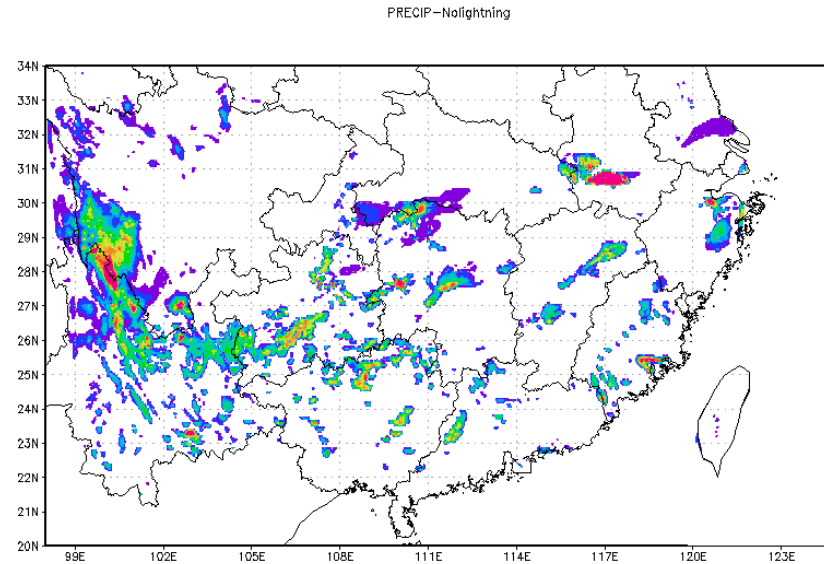 PRECIP-Nolightning
34N
33N
32N
31N
30N
29N
28N
27N
26N
25N
24N
23N
22N
21N
20N
99E 102E 105E 108E 111E 114E 117E 120E 123E